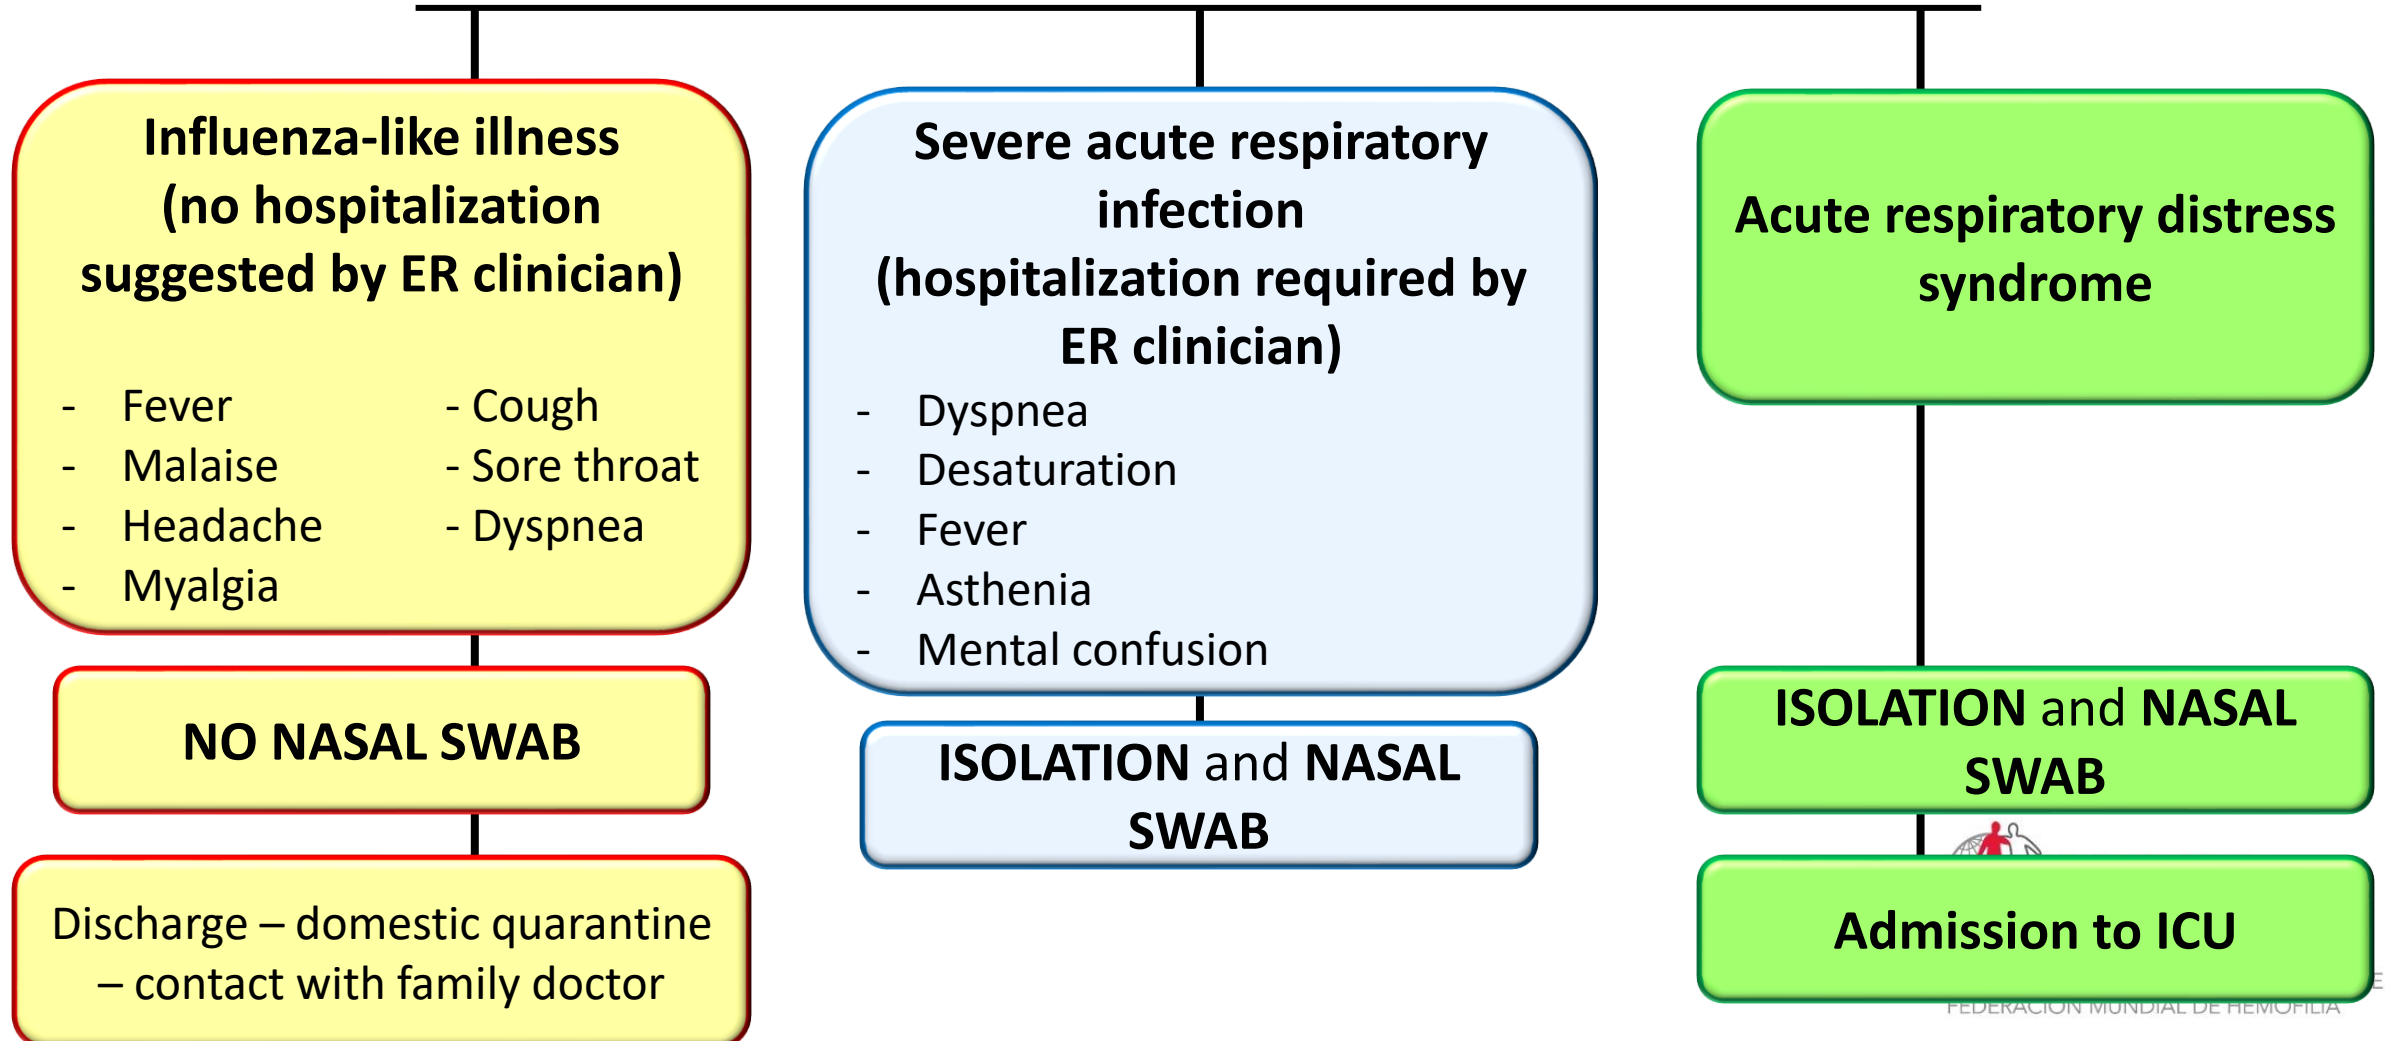 Influenza-like illness
(no hospitalization
suggested by ER clinician)
- Fever - Cough
- Malaise - Sore throat
- Headache - Dyspnea
- Myalgia
NO NASAL SWAB
Discharge – domestic quarantine
– contact with family doctor
Severe acute respiratory
infection
(hospitalization required by
ER clinician)
- Dyspnea
- Desaturation
- Fever
- Asthenia
- Mental confusion
ISOLATION and NASAL
SWAB
Acute respiratory distress
syndrome
ISOLATION and NASAL
SWAB
Admission to ICU
FEDERACIÓN MUNDIAL DE HEMOFILIA